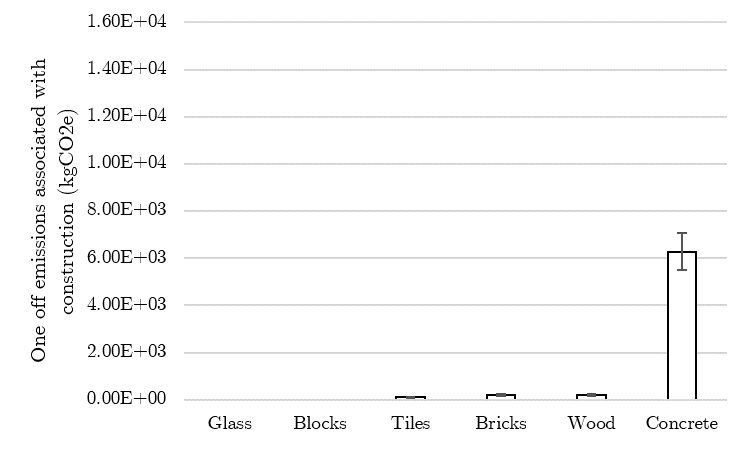 One off emissions associated with
construction (kgCO2e)
1.60E+04
1.40E+04
1.20E+04
1.00E+04
8.00E+03
6.00E+03
4.00E+03
2.00E+03
0.00E+00
Glass Blocks Tiles Bricks Wood Concrete